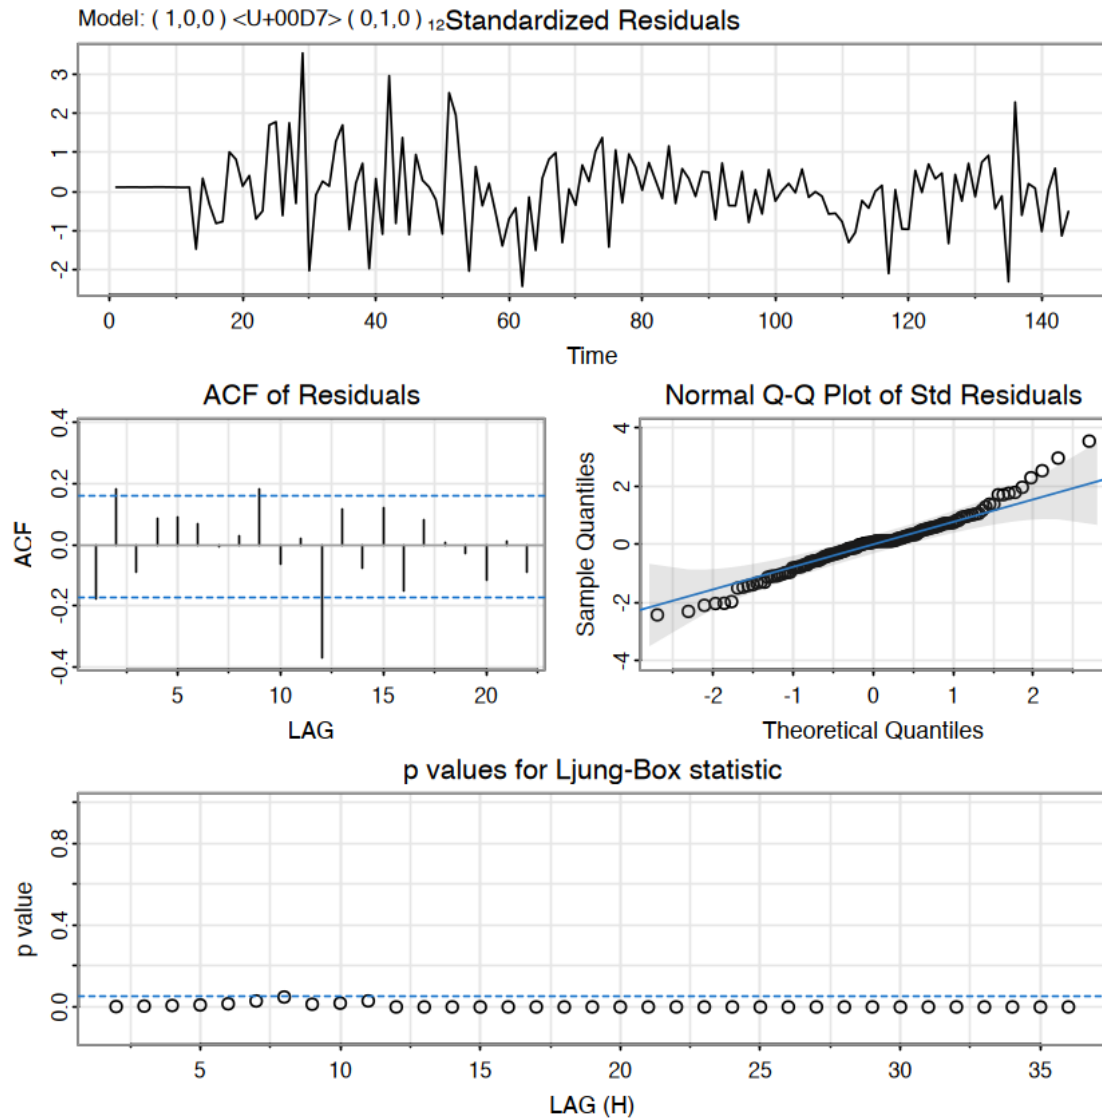 Model: ( 1,0,0 ) <U+00D7> ( 0,1,0 ) 12 Standardized Residuals
3
2
1
0
-1
-2
0 20 40 60 80 100 120 140
Time
ACF of Residuals
ACF
0.4
0.2
0.0
-0.2
-0.4
5 10 15 20
LAG
Normal Q-Q Plot of Std Residuals
Sample Quantiles
4
2
0
-2
-4
-2 -1 0 1 2
Theoretical Quantiles
p values for Ljung-Box statistic
p value
0.8
0.4
0.0
5 10 15 20 25 30 35
LAG (H)